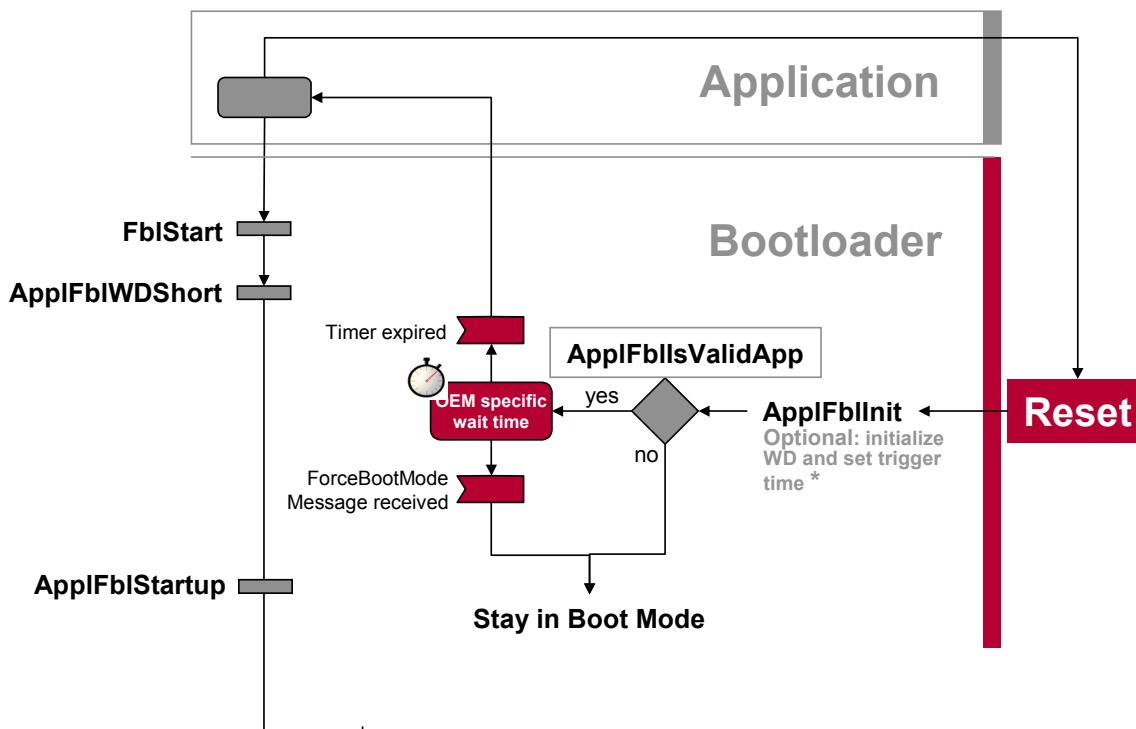 Application
FblStart
Bootloader
ApplFblWDShort
Timer expired
ApplFblIsValidApp
OEM specific
wait time
yes
ApplFblInit
Optional: initialize
WD and set trigger
time *
Reset
no
ForceBootMode
Message received
ApplFblStartup
Stay in Boot Mode